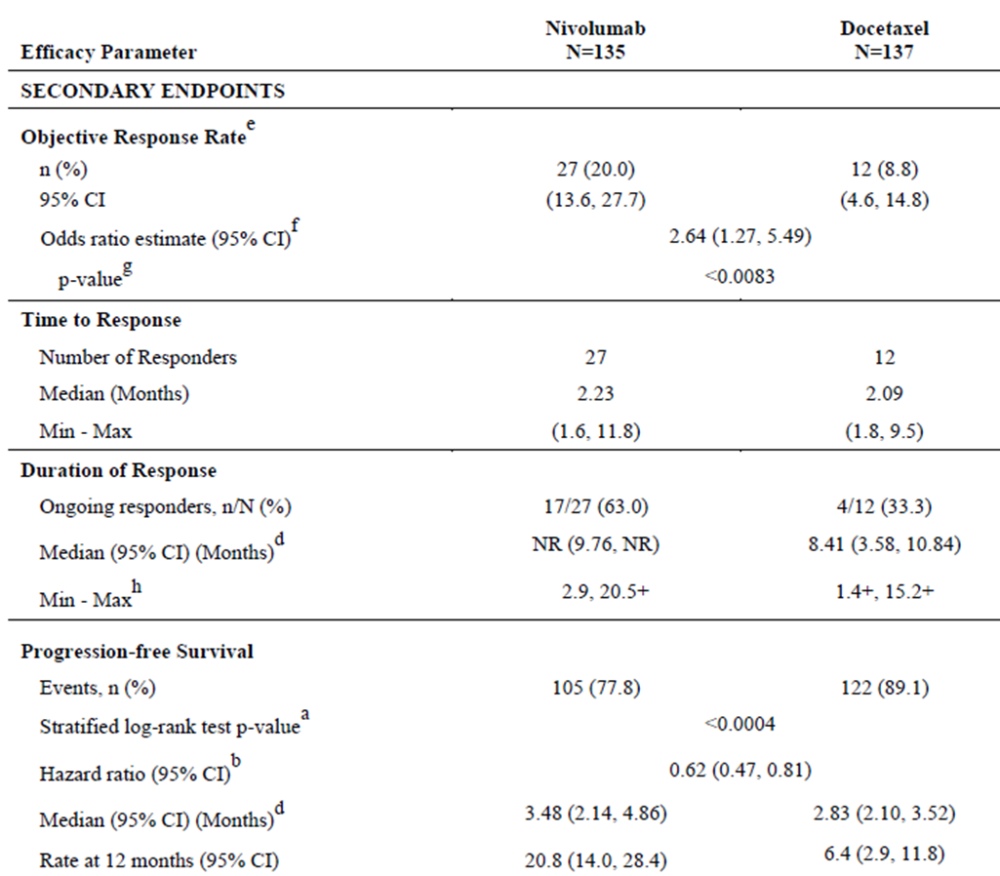 Nivolumab Docetaxel
Efficacy Parameter N=135 N=137
SECONDARY ENDPOINTS
Objective Response Rate^e
n (%) 27 (20.0) 12 (8.8)
95% CI (13.6, 27.7) (4.6, 14.8)
Odds ratio estimate (95% CI)^f 2.64 (1.27, 5.49)
p-value^g <0.0083
Time to Response
Number of Responders 27 12
Median (Months) 2.23 2.09
Min - Max (1.6, 11.8) (1.8, 9.5)
Duration of Response
Ongoing responders, n/N (%) 17/27 (63.0) 4/12 (33.3)
Median (95% CI) (Months)^d NR (9.76, NR) 8.41 (3.58, 10.84)
Min - Max^h 2.9, 20.5+ 1.4+, 15.2+
Progression-free Survival
Events, n (%) 105 (77.8) 122 (89.1)
Stratified log-rank test p-value^a <0.0004
Hazard ratio (95% CI)^b 0.62 (0.47, 0.81)
Median (95% CI) (Months)^d 3.48 (2.14, 4.86) 2.83 (2.10, 3.52)
Rate at 12 months (95% CI) 20.8 (14.0, 28.4) 6.4 (2.9, 11.8)